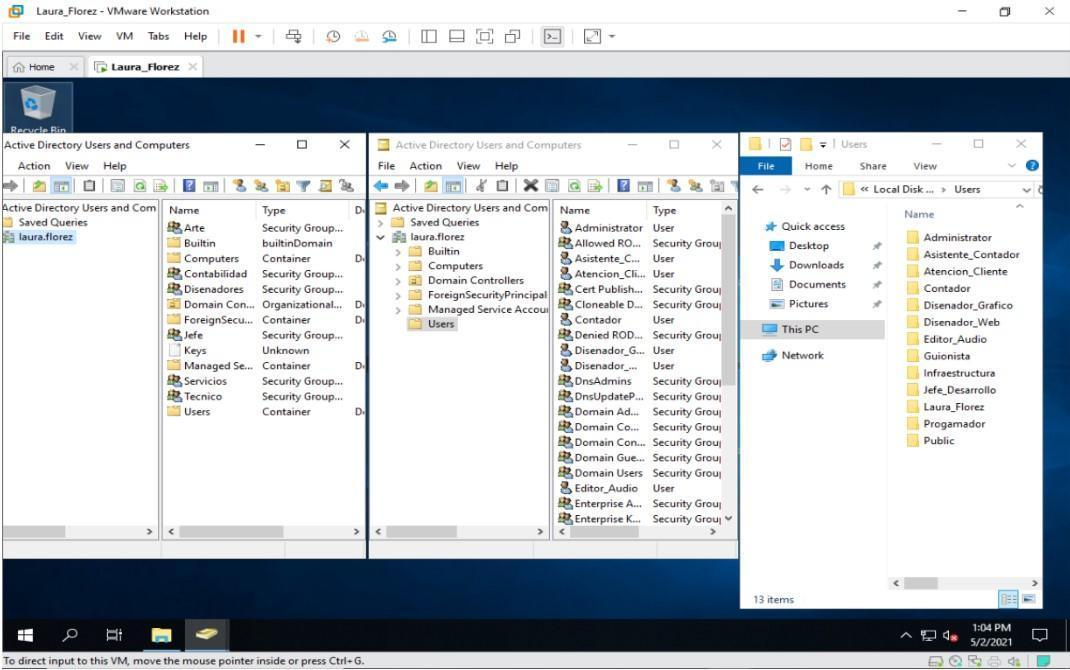 Laura_Florez - VMware Workstation
File Edit View VM Tabs Help
Home Laura_Florez
Recycle Bin
Active Directory Users and Computers
Action View Help
Active Directory Users and Com
Saved Queries
laura.florez
Name Type D
Arte Security Group...
Builtin builtinDomain
Computers Container D
Contabilidad Security Group...
Disenadores Security Group...
Domain Con... Organizational... D
ForeignSecu... Container D
Jefe Security Group...
Keys Unknown
Managed Se... Container D
Servicios Security Group...
Tecnico Security Group...
Users Container D
Active Directory Users and Computers
File Action View Help
Active Directory Users and Com
Saved Queries
laura.florez
Builtin
Computers
Domain Controllers
ForeignSecurityPrincipal
Managed Service Accou
Users
Name Type
Administrator User
Allowed RO... Security Grou
Asistente_C... User
Atencion_Cli... User
Cert Publish... Security Grou
Cloneable D... Security Grou
Contador User
Denied ROD... Security Grou
Disenador_G... User
Disenador_... User
DnsAdmins Security Grou
DnsUpdateP... Security Grou
Domain Ad... Security Grou
Domain Co... Security Grou
Domain Con... Security Grou
Domain Gue... Security Grou
Domain Users Security Grou
Editor_Audio User
Enterprise A... Security Grou
Enterprise K... Security Grou
Users
File Home Share View
« Local Disk ... › Users
Quick access
Desktop
Downloads
Documents
Pictures
This PC
Network
Name
Administrator
Asistente_Contador
Atencion_Cliente
Contador
Disenador_Grafico
Disenador_Web
Editor_Audio
Guionista
Infraestructura
Jefe_Desarrollo
Laura_Florez
Progamador
Public
13 items
1:04 PM
5/2/2021
To direct input to this VM, move the mouse pointer inside or press Ctrl+G.